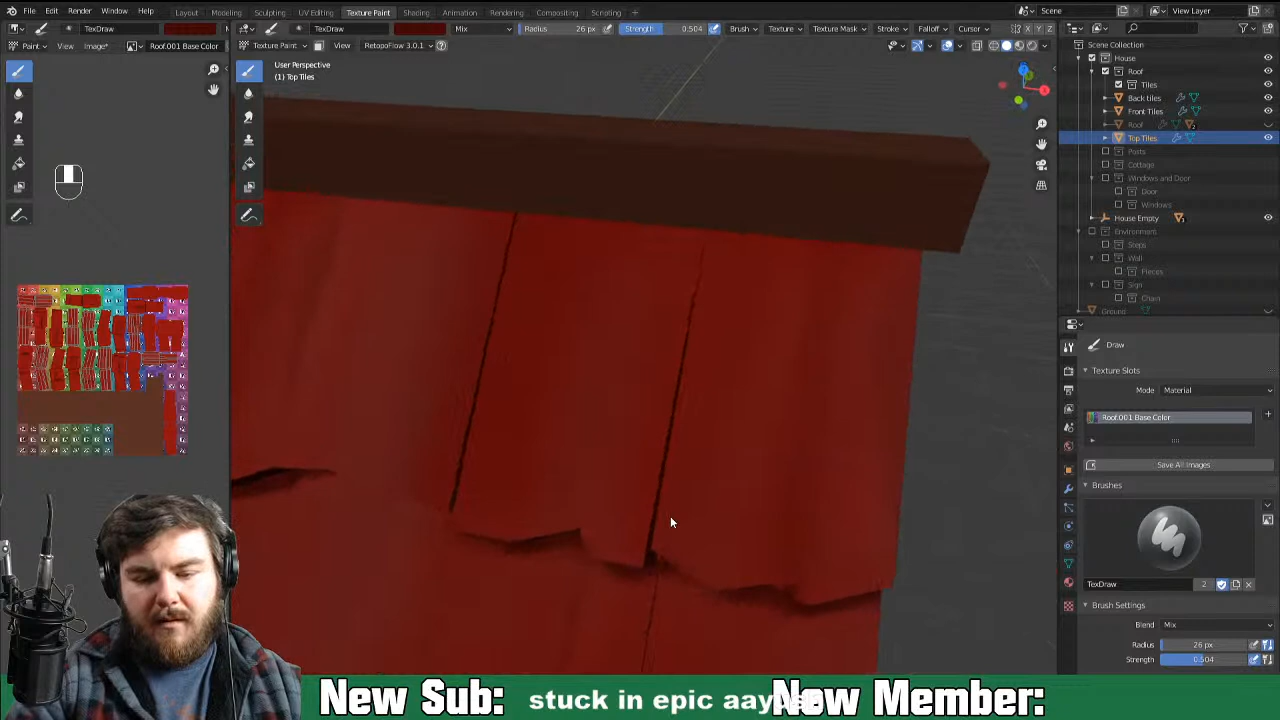 File Edit Render Window Help Layout Modeling Sculpting UV Editing Texture Paint Shading Animation Rendering Compositing Scripting + Scene View Layer
TexDraw TexDraw Radius 26 px Strength 0.504 Brush Texture Texture Mask Stroke Falloff Cursor X Y Z
Paint View Image* Roof.001 Base Color Texture Paint View RetopoFlow 3.0.1
User Perspective
(1) Top Tiles
Scene Collection
House
Roof
Tiles
Back tiles
Front Tiles
Roof
Top Tiles
Posts
Cottage
Windows and Door
Door
Windows
House Empty
Environment
Steps
Wall
Pieces
Sign
Chain
Ground
Draw
Texture Slots
Mode Material
Roof.001 Base Color
Save All Images
Brushes
TexDraw 2
Brush Settings
Blend Mix
Radius 26 px
Strength 0.504
New Sub: stuck in epic New Member: